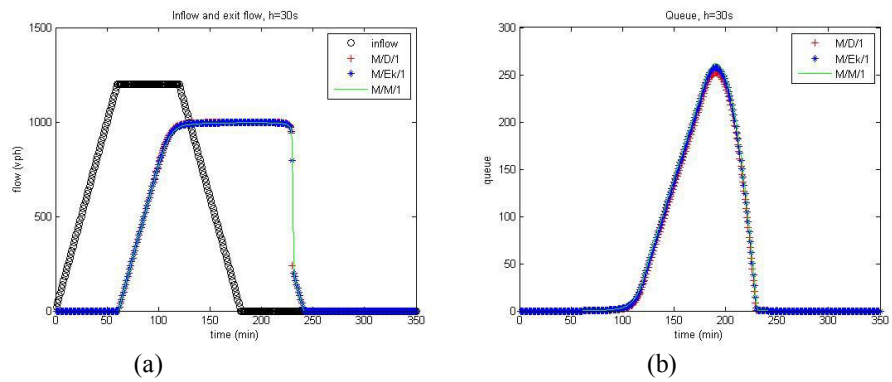 Inflow and exit flow, h=30s
1500
1000
500
0
flow (vph)
inflow
M/D/1
M/Ek/1
M/M/1
0 50 100 150 200 250 300 350
time (min)
(a)
Queue, h=30s
300
250
200
150
100
50
0
queue
M/D/1
M/Ek/1
M/M/1
0 50 100 150 200 250 300 350
time (min)
(b)